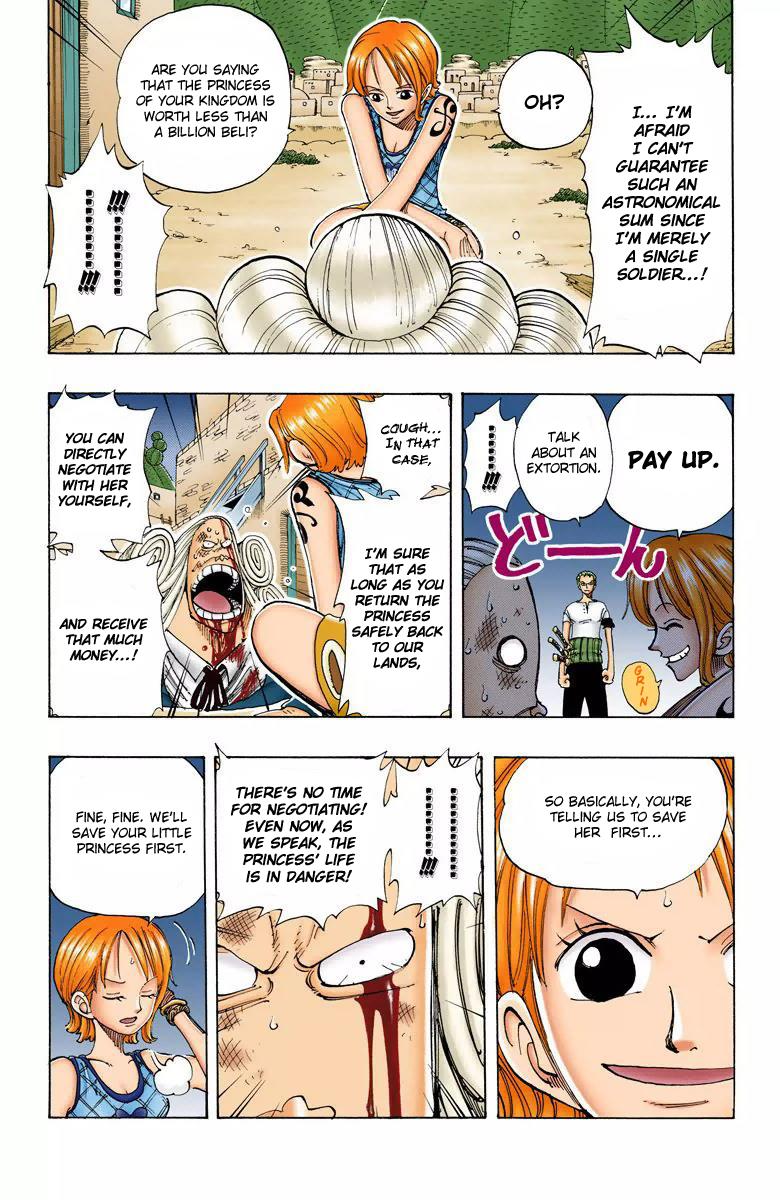 I... I'M
AFRAID
I CAN'T
GUARANTEE
SUCH AN
ASTRONOMICAL
SUM SINCE
I'M MERELY
A SINGLE
SOLDIER...!
OH?
ARE YOU SAYING
THAT THE PRINCESS
OF YOUR KINGDOM IS
WORTH LESS THAN
A BILLION BELI?
.........!!!
.........!!!
PAY UP.
TALK
ABOUT AN
EXTORTION.
......!!!
どーん
GRIN
COUGH...
IN THAT
CASE,
I'M SURE
THAT AS
LONG AS YOU
RETURN THE
PRINCESS
SAFELY BACK
TO OUR
LANDS,
YOU CAN
DIRECTLY
NEGOTIATE
WITH HER
YOURSELF,
AND RECEIVE
THAT MUCH
MONEY...!
SO BASICALLY, YOU'RE
TELLING US TO SAVE
HER FIRST...
.........!!!
THERE'S NO TIME
FOR NEGOTIATING!
EVEN NOW, AS
WE SPEAK, THE
PRINCESS' LIFE
IS IN DANGER!
FINE, FINE. WE'LL
SAVE YOUR LITTLE
PRINCESS FIRST.